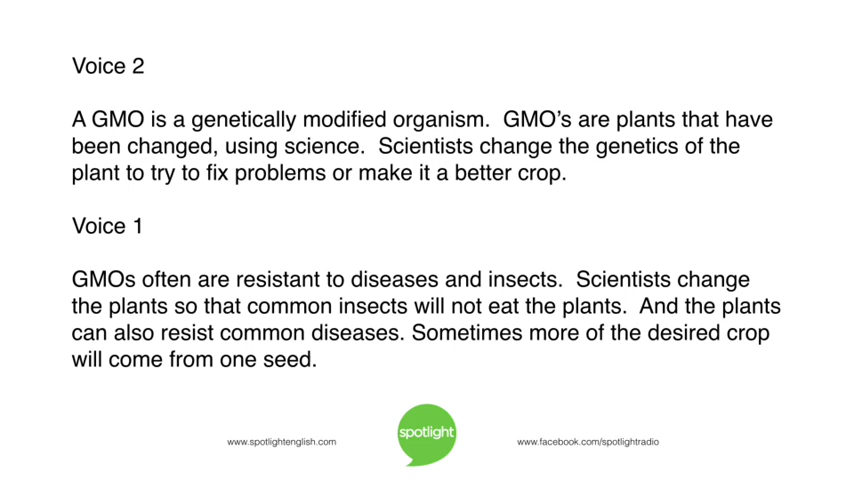 Voice 2
A GMO is a genetically modified organism.  GMO’s are plants that have
been changed, using science.  Scientists change the genetics of the
plant to try to fix problems or make it a better crop.
Voice 1
GMOs often are resistant to diseases and insects.  Scientists change
the plants so that common insects will not eat the plants.  And the plants
can also resist common diseases. Sometimes more of the desired crop
will come from one seed.
spotlight
www.spotlightenglish.com
www.facebook.com/spotlightradio